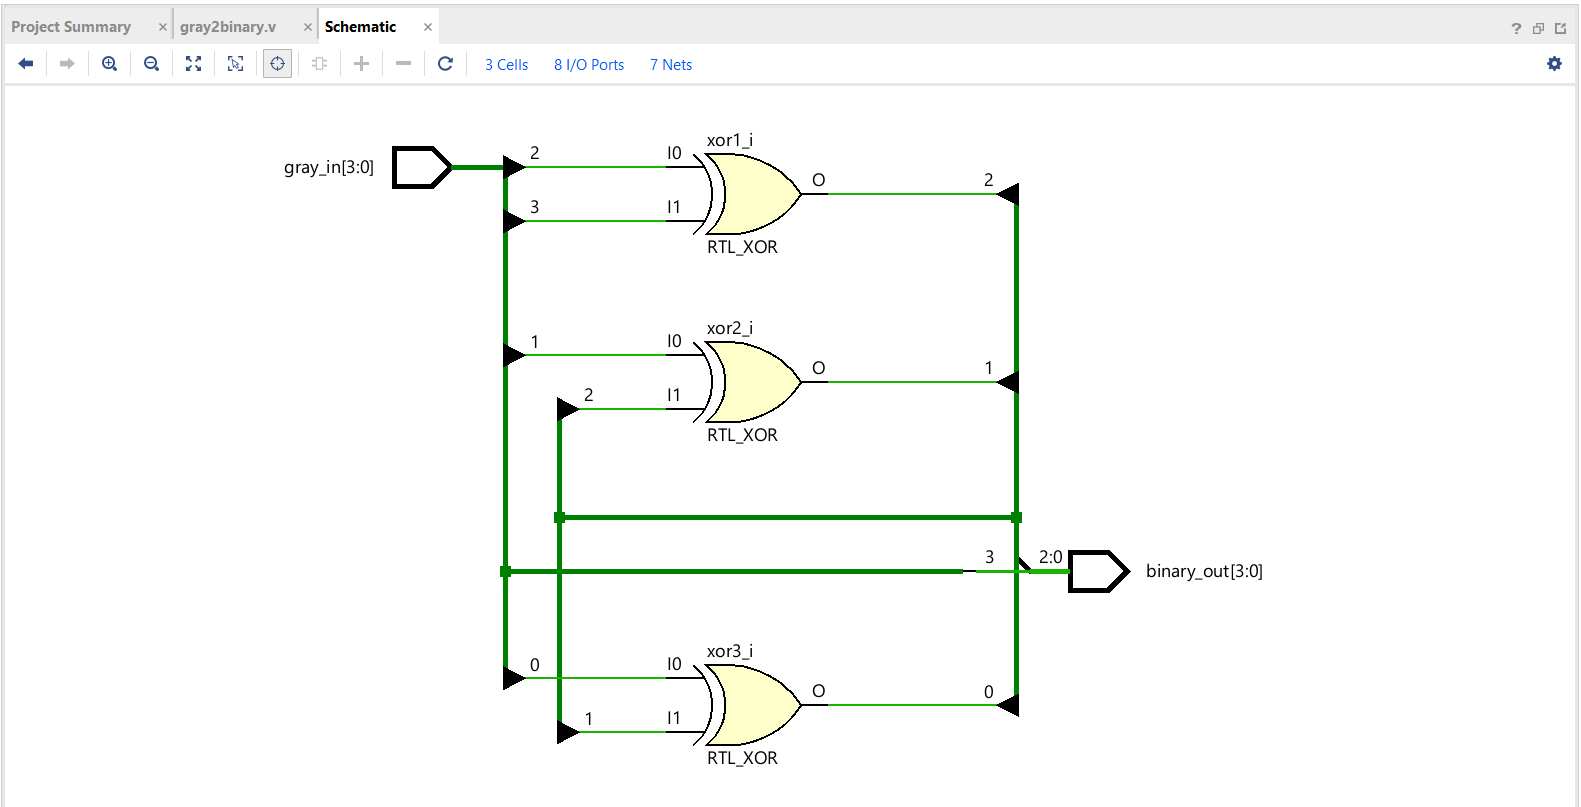 Project Summary × gray2binary.v × Schematic ×
?
3 Cells 8 I/O Ports 7 Nets
xor1_i
gray_in[3:0] 2 I0 O 2
3 I1
RTL_XOR
xor2_i
1 I0 O 1
2 I1
RTL_XOR
3 2:0 binary_out[3:0]
xor3_i
0 I0 O 0
1 I1
RTL_XOR